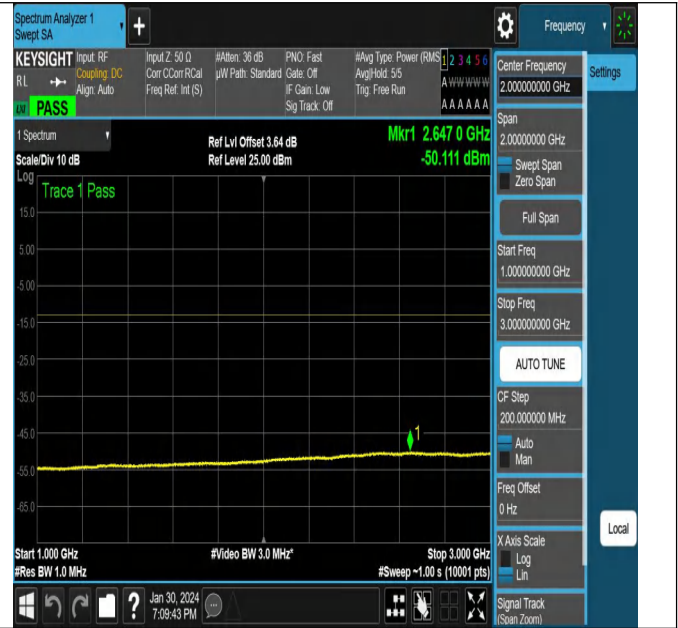 Spectrum Analyzer 1
Swept SA
+
Frequency
KEYSIGHT
RL
LXI PASS
Input: RF
Coupling: DC
Align: Auto
Input Z: 50 Ω
Corr CCorr RCal
Freq Ref: Int (S)
#Atten: 36 dB
µW Path: Standard
PNO: Fast
Gate: Off
IF Gain: Low
Sig Track: Off
#Avg Type: Power (RMS
Avg|Hold: 5/5
Trig: Free Run
1 2 3 4 5 6
A W W W W W
A A A A A A
1 Spectrum
Scale/Div 10 dB
Ref Lvl Offset 3.64 dB
Ref Level 25.00 dBm
Mkr1 2.647 0 GHz
-50.111 dBm
Log
Trace 1 Pass
15.0
5.00
-5.00
-15.0
-25.0
-35.0
-45.0
-55.0
-65.0
1
Start 1.000 GHz
#Res BW 1.0 MHz
#Video BW 3.0 MHz*
Stop 3.000 GHz
#Sweep ~1.00 s (10001 pts)
Jan 30, 2024
7:09:43 PM
?
Center Frequency
2.000000000 GHz
Span
2.00000000 GHz
Swept Span
Zero Span
Full Span
Start Freq
1.000000000 GHz
Stop Freq
3.000000000 GHz
AUTO TUNE
CF Step
200.000000 MHz
Auto
Man
Freq Offset
0 Hz
X Axis Scale
Log
Lin
Signal Track
(Span Zoom)
Settings
Local